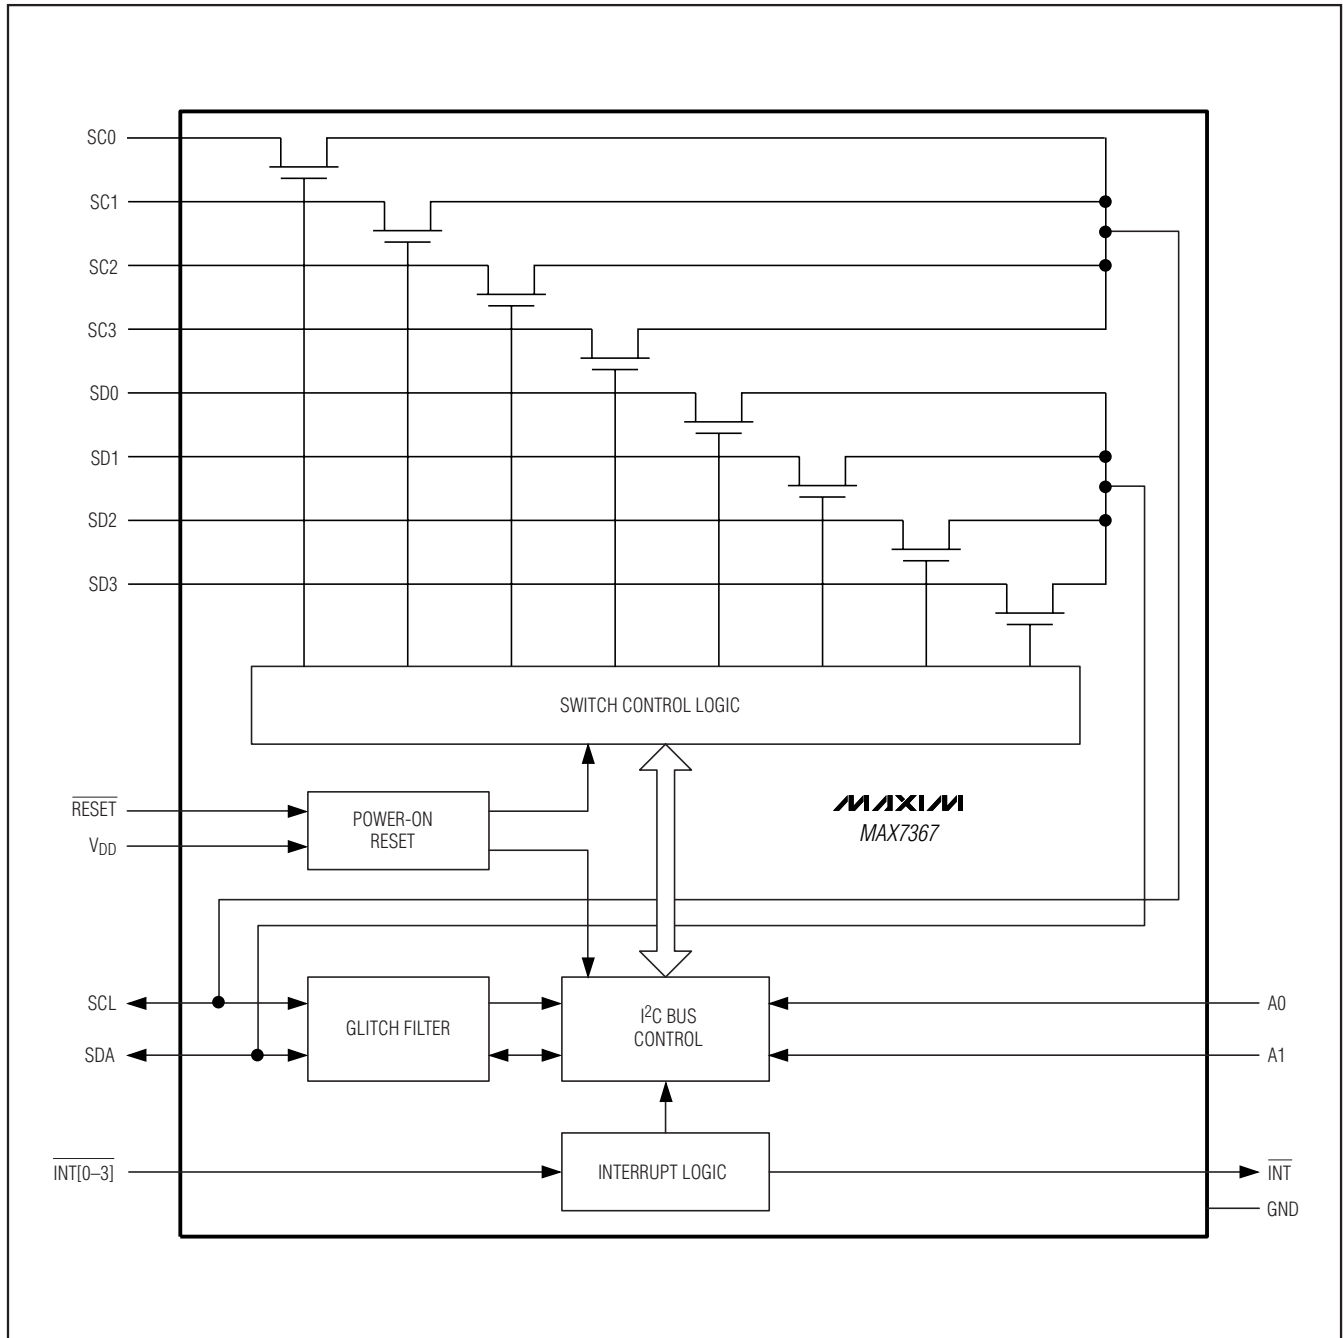 SC0
SC1
SC2
SC3
SD0
SD1
SD2
SD3
SWITCH CONTROL LOGIC
RESET
VDD
POWER-ON
RESET
MAXIM
MAX7367
SCL
SDA
GLITCH FILTER
I2C BUS
CONTROL
A0
A1
INT[0–3]
INTERRUPT LOGIC
INT
GND